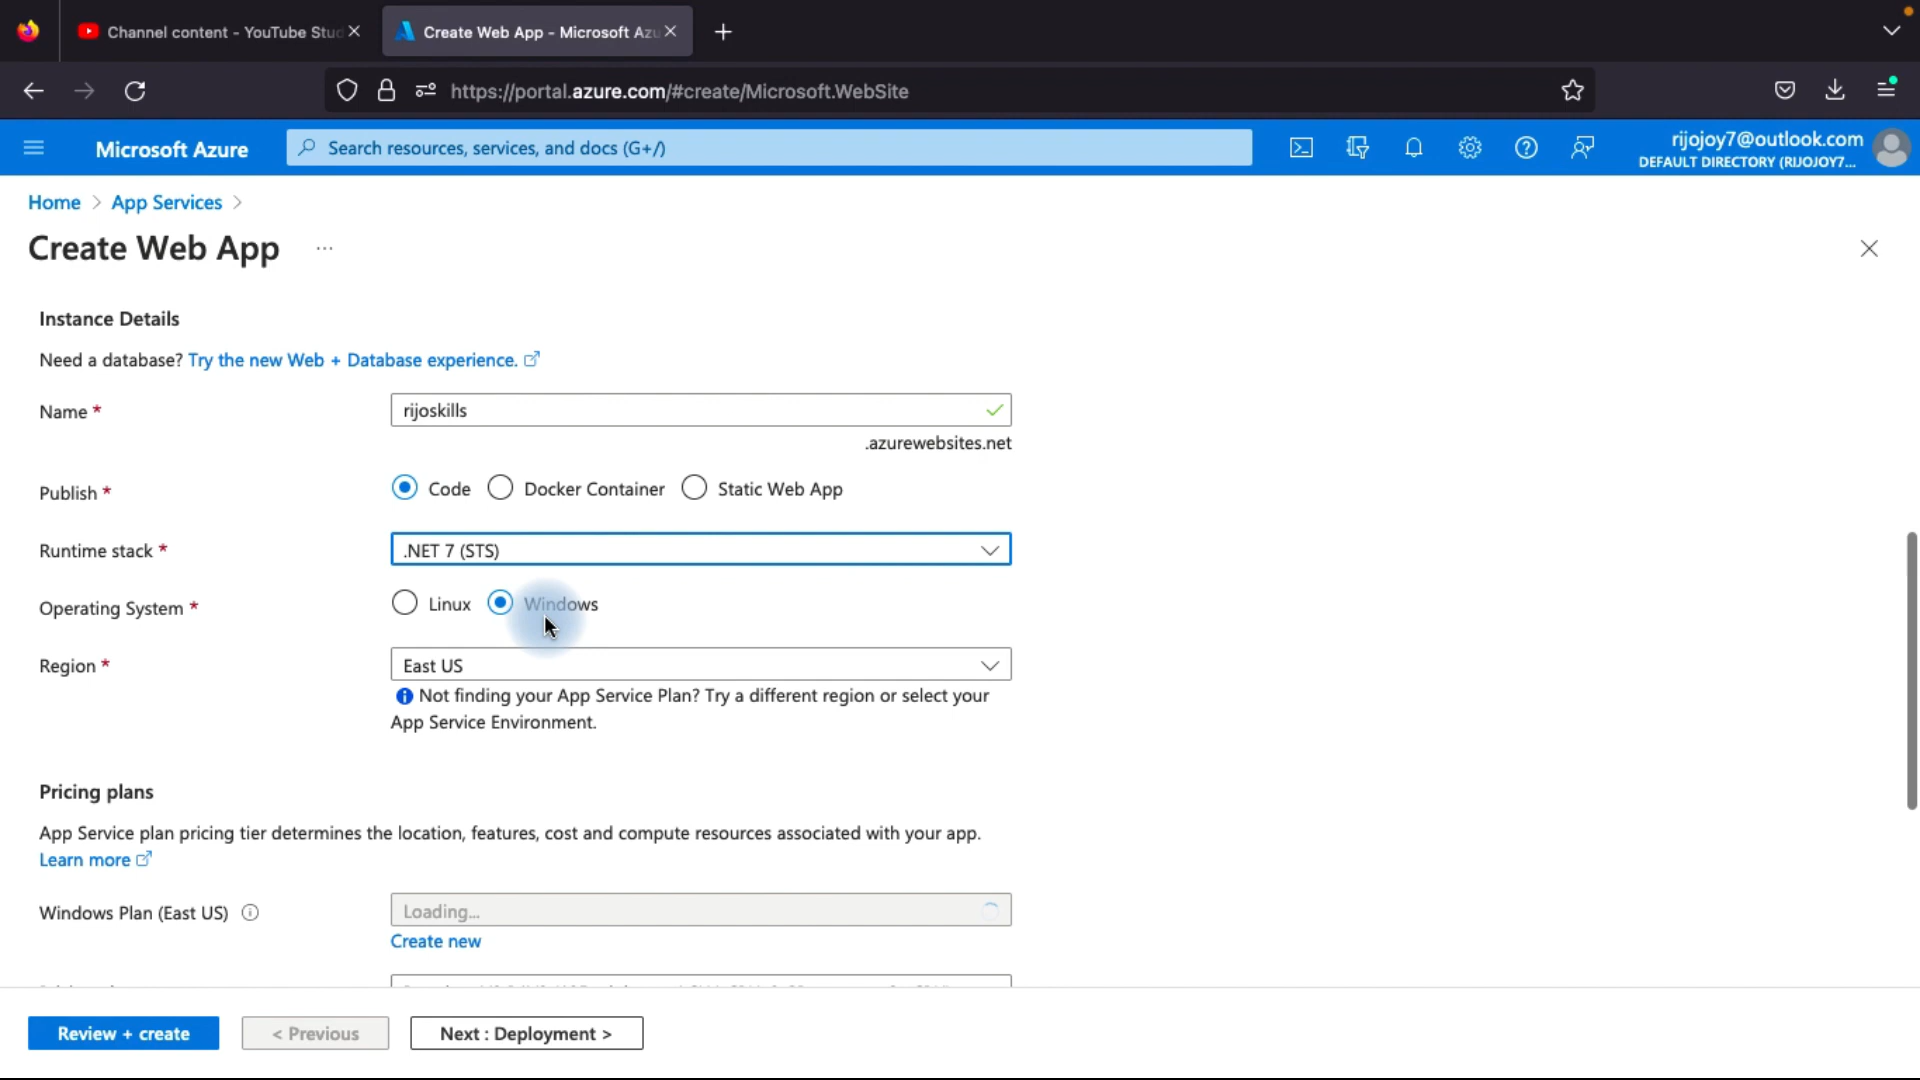 Channel content - YouTube Stud
Create Web App - Microsoft Azu
https://portal.azure.com/#create/Microsoft.WebSite
Microsoft Azure
Search resources, services, and docs (G+/)
rijojoy7@outlook.com
DEFAULT DIRECTORY (RIJOJOY7...
Home > App Services >
Create Web App ...
Instance Details
Need a database? Try the new Web + Database experience.
Name *
rijoskills
.azurewebsites.net
Publish *
Code Docker Container Static Web App
Runtime stack *
.NET 7 (STS)
Operating System *
Linux Windows
Region *
East US
Not finding your App Service Plan? Try a different region or select your
App Service Environment.
Pricing plans
App Service plan pricing tier determines the location, features, cost and compute resources associated with your app.
Learn more
Windows Plan (East US)
Loading...
Create new
Review + create
< Previous
Next : Deployment >